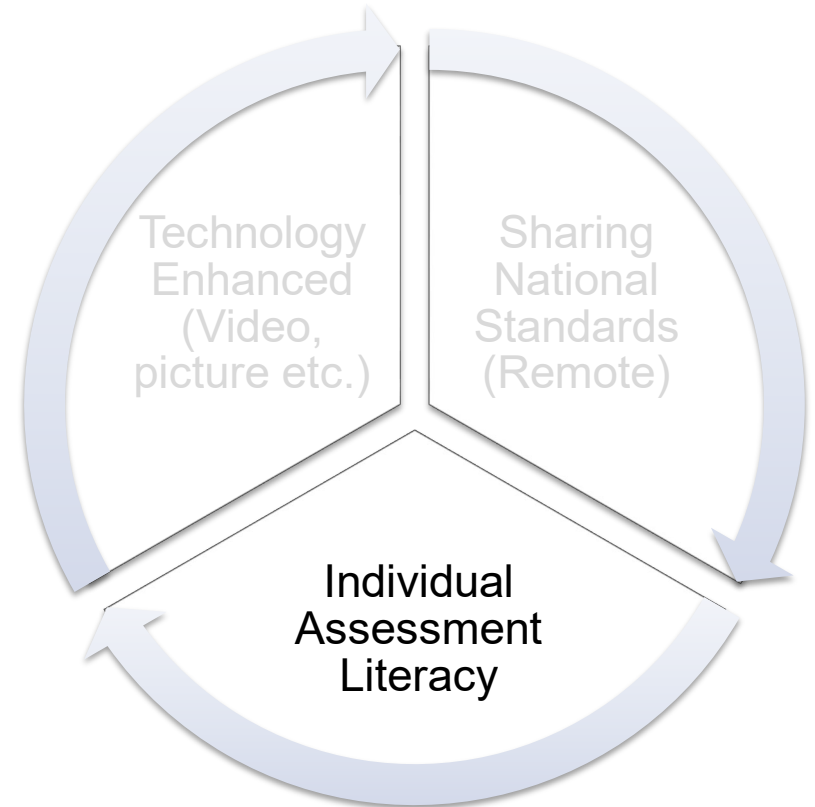 Technology
Enhanced
(Video,
picture etc.)
Sharing
National
Standards
(Remote)
Individual
Assessment
Literacy